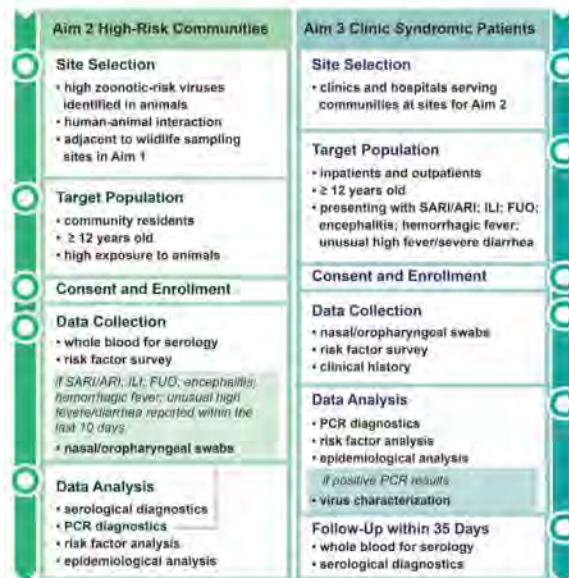 Aim 2 High-Risk Communities
Site Selection
• high zoonotic-risk viruses
identified in animals
• human-animal interaction
• adjacent to wildlife sampling
sites in Aim 1
Target Population
• community residents
• ≥ 12 years old
• high exposure to animals
Consent and Enrollment
Data Collection
• whole blood for serology
• risk factor survey
if SARI/ARI; ILI; FUO; encephalitis;
hemorrhagic fever; unusual high
fevere/diarrhea reported within the
last 10 days
• nasal/oropharyngeal swabs
Data Analysis
• serological diagnostics
• PCR diagnostics
• risk factor analysis
• epidemiological analysis
Aim 3 Clinic Syndromic Patients
Site Selection
• clinics and hospitals serving
communities at sites for Aim 2
Target Population
• inpatients and outpatients
• ≥ 12 years old
• presenting with SARI/ARI; ILI; FUO;
encephalitis; hemorrhagic fever;
unusual high fever/severe diarrhea
Consent and Enrollment
Data Collection
• nasal/oropharyngeal swabs
• risk factor survey
• clinical history
Data Analysis
• PCR diagnostics
• risk factor analysis
• epidemiological analysis
if positive PCR results
• virus characterization
Follow-Up within 35 Days
• whole blood for serology
• serological diagnostics